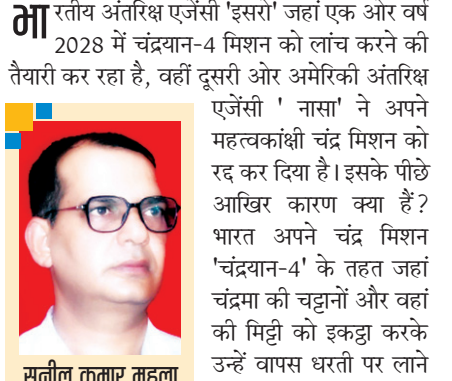 भारतीय अंतरिक्ष एजेंसी 'इसरो' जहां एक ओर वर्ष
2028 में चंद्रयान-4 मिशन को लांच करने की
तैयारी कर रहा है, वहीं दूसरी ओर अमेरिकी अंतरिक्ष
एजेंसी ' नासा' ने अपने
महत्वकांक्षी चंद्र मिशन को
रद्द कर दिया है। इसके पीछे
आखिर कारण क्या हैं?
भारत अपने चंद्र मिशन
'चंद्रयान-4' के तहत जहां
चंद्रमा की चट्टानों और वहां
की मिट्टी को इकट्ठा करके
उन्हें वापस धरती पर लाने
सुनील कुमार महला